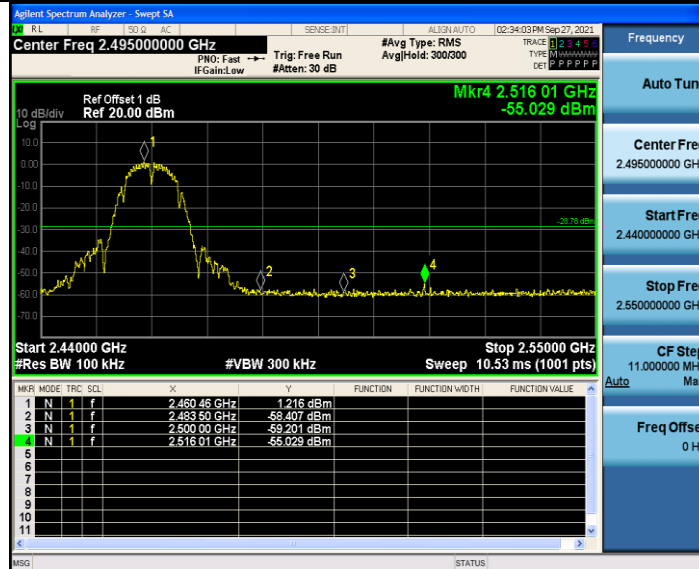 Agilent Spectrum Analyzer - Swept SA
RL RF 50 Ω AC SENSE:INT ALIGN AUTO 02:34:03 PM Sep 27, 2021
Center Freq 2.495000000 GHz
PNO: Fast
IFGain:Low
Trig: Free Run
#Atten: 30 dB
#Avg Type: RMS
Avg|Hold: 300/300
TRACE 1 2 3 4 5 6
TYPE M
DET P P P P P P
Ref Offset 1 dB
10 dB/div Ref 20.00 dBm
Log
Mkr4 2.516 01 GHz
-55.029 dBm
10.0
0.00
-10.0
-20.0
-30.0
-40.0
-50.0
-60.0
-70.0
1
2
3
4
-28.78 dBm
Start 2.44000 GHz Stop 2.55000 GHz
#Res BW 100 kHz #VBW 300 kHz Sweep 10.53 ms (1001 pts)
MKR MODE TRC SCL X Y FUNCTION FUNCTION WIDTH FUNCTION VALUE
1 N 1 f 2.460 46 GHz 1.216 dBm
2 N 1 f 2.483 50 GHz -58.407 dBm
3 N 1 f 2.500 00 GHz -59.201 dBm
4 N 1 f 2.516 01 GHz -55.029 dBm
5
6
7
8
9
10
11
MSG STATUS
Frequency
Auto Tun
Center Fre
2.495000000 GH
Start Fre
2.440000000 GH
Stop Fre
2.550000000 GH
CF Step
11.000000 MH
Auto Ma
Freq Offse
0 H